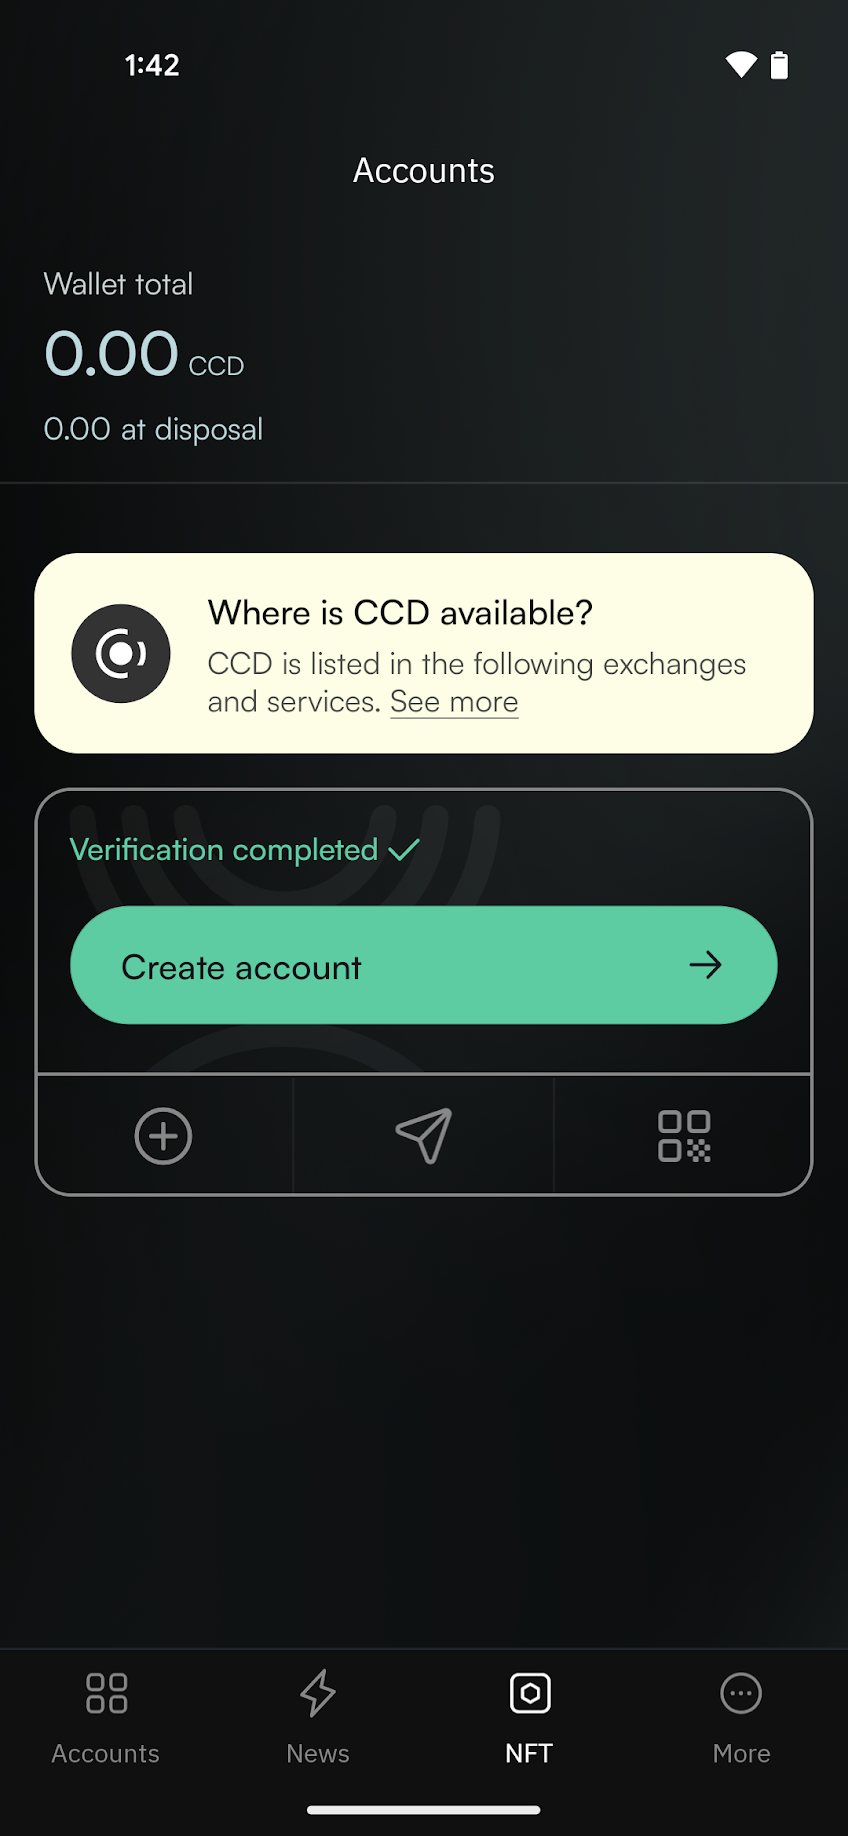 1:42
Accounts
Wallet total
0.00 CCD
0.00 at disposal
Where is CCD available?
CCD is listed in the following exchanges
and services. See more
Verification completed
Create account
Accounts
News
NFT
More